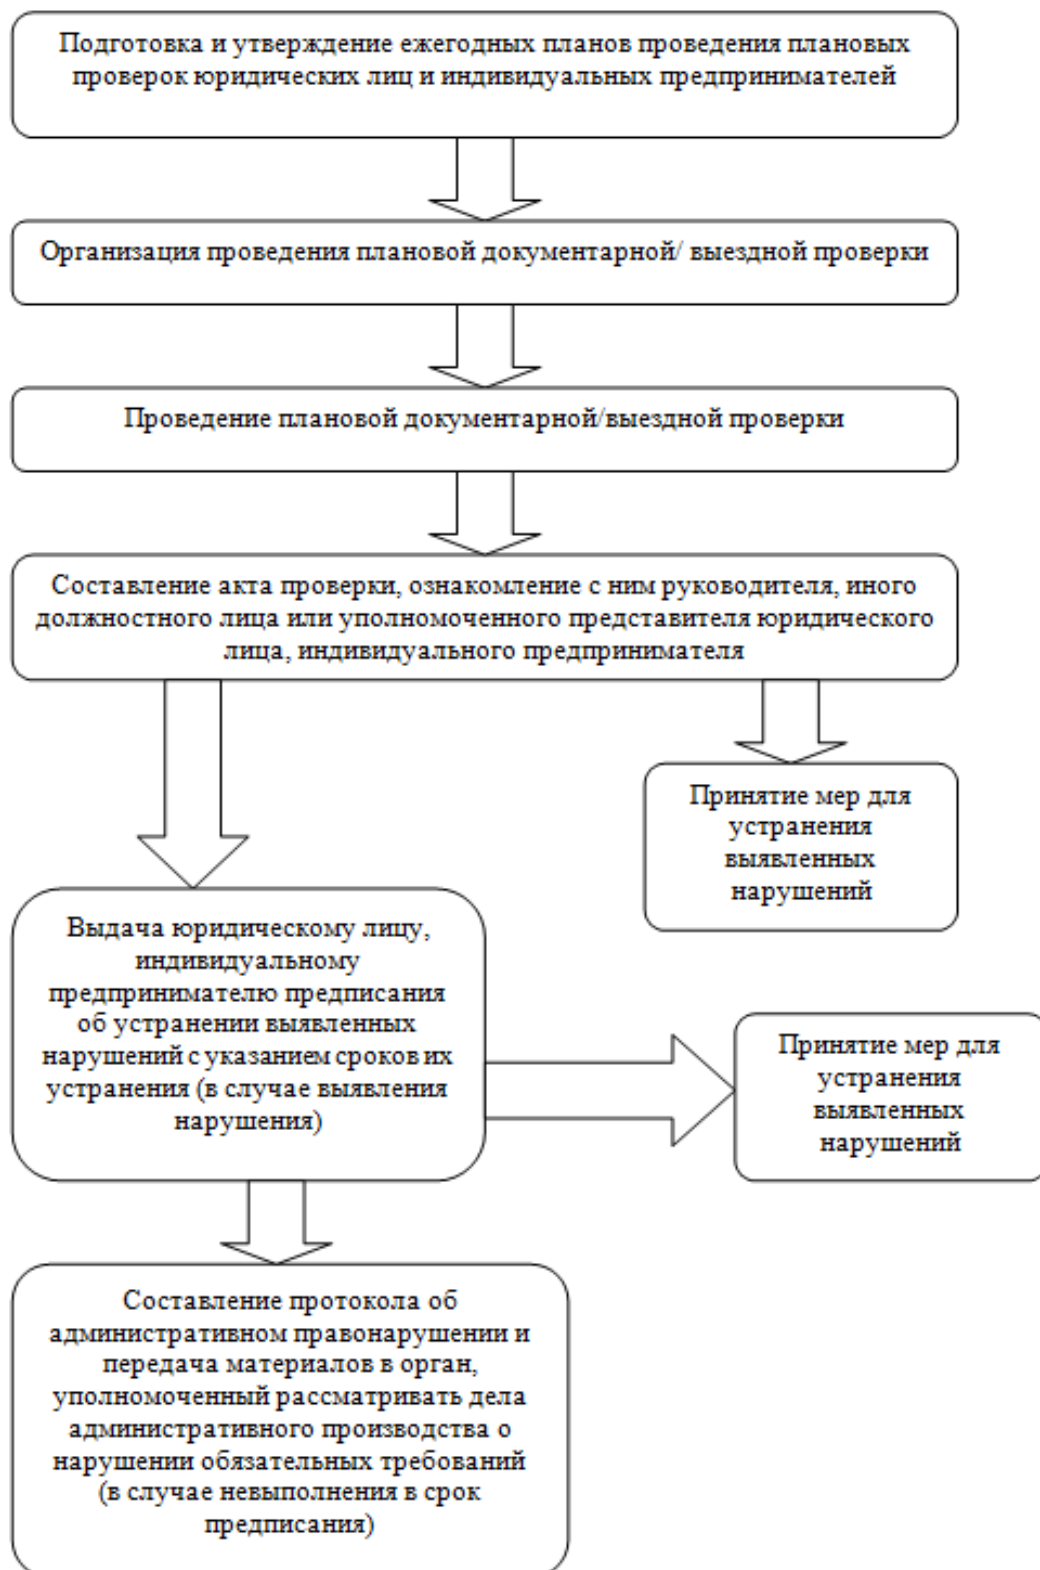 Подготовка и утверждение ежегодных планов проведения плановых
проверок юридических лиц и индивидуальных предпринимателей
Организация проведения плановой документарной/ выездной проверки
Проведение плановой документарной/выездной проверки
Составление акта проверки, ознакомление с ним руководителя, иного
должностного лица или уполномоченного представителя юридического
лица, индивидуального предпринимателя
Принятие мер для
устранения
выявленных
нарушений
Выдача юридическому лицу,
индивидуальному
предпринимателю предписания
об устранении выявленных
нарушений с указанием сроков их
устранения (в случае выявления
нарушения)
Принятие мер для
устранения
выявленных
нарушений
Составление протокола об
административном правонарушении и
передача материалов в орган,
уполномоченный рассматривать дела
административного производства о
нарушении обязательных требований
(в случае невыполнения в срок
предписания)